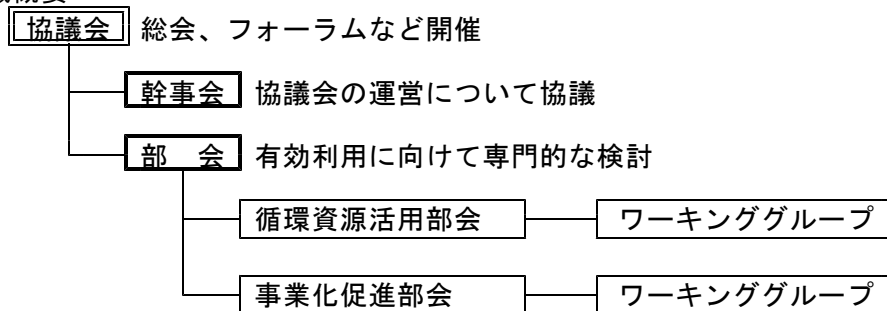 協議会 総会、フォーラムなど開催
幹事会 協議会の運営について協議
部　会 有効利用に向けて専門的な検討
循環資源活用部会 ワーキンググループ
事業化促進部会 ワーキンググループ